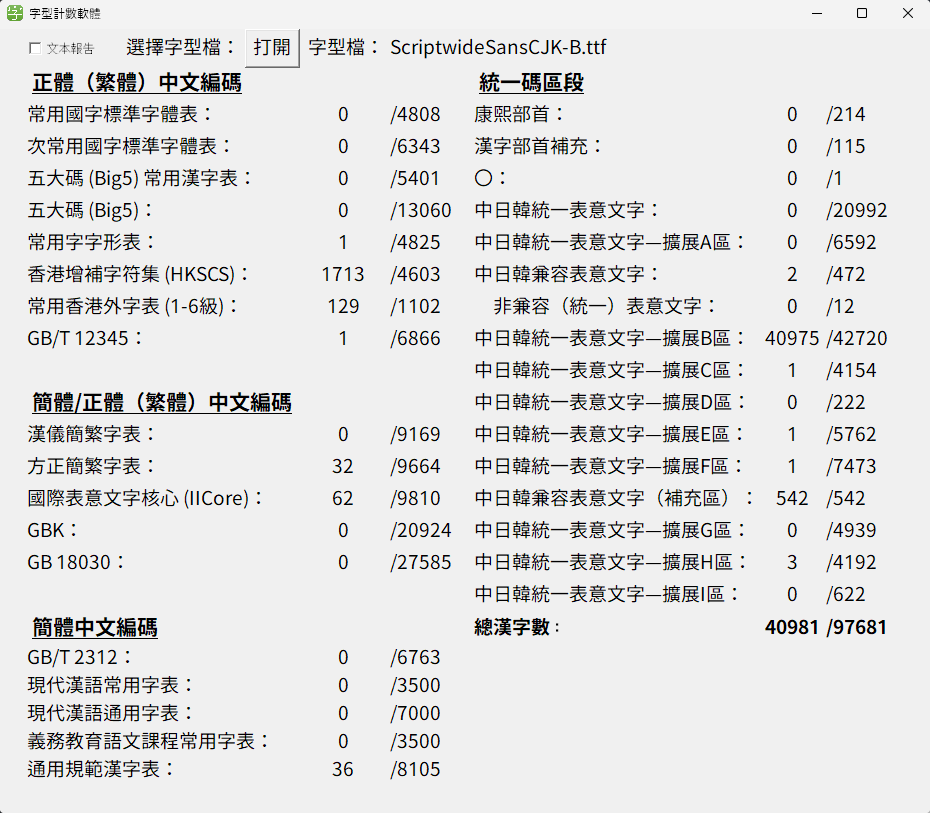 字型計數軟體
文本報告 選擇字型檔： 打開 字型檔： ScriptwideSansCJK-B.ttf
正體（繁體）中文編碼
常用國字標準字體表： 0 /4808
次常用國字標準字體表： 0 /6343
五大碼 (Big5) 常用漢字表： 0 /5401
五大碼 (Big5)： 0 /13060
常用字字形表： 1 /4825
香港增補字符集 (HKSCS)： 1713 /4603
常用香港外字表 (1-6級)： 129 /1102
GB/T 12345： 1 /6866
簡體/正體（繁體）中文編碼
漢儀簡繁字表： 0 /9169
方正簡繁字表： 32 /9664
國際表意文字核心 (IICore)： 62 /9810
GBK： 0 /20924
GB 18030： 0 /27585
簡體中文編碼
GB/T 2312： 0 /6763
現代漢語常用字表： 0 /3500
現代漢語通用字表： 0 /7000
義務教育語文課程常用字表： 0 /3500
通用規範漢字表： 36 /8105
統一碼區段
康熙部首： 0 /214
漢字部首補充： 0 /115
〇： 0 /1
中日韓統一表意文字： 0 /20992
中日韓統一表意文字—擴展A區： 0 /6592
中日韓兼容表意文字： 2 /472
非兼容（統一）表意文字： 0 /12
中日韓統一表意文字—擴展B區： 40975 /42720
中日韓統一表意文字—擴展C區： 1 /4154
中日韓統一表意文字—擴展D區： 0 /222
中日韓統一表意文字—擴展E區： 1 /5762
中日韓統一表意文字—擴展F區： 1 /7473
中日韓兼容表意文字（補充區）： 542 /542
中日韓統一表意文字—擴展G區： 0 /4939
中日韓統一表意文字—擴展H區： 3 /4192
中日韓統一表意文字—擴展I區： 0 /622
總漢字數： 40981 /97681